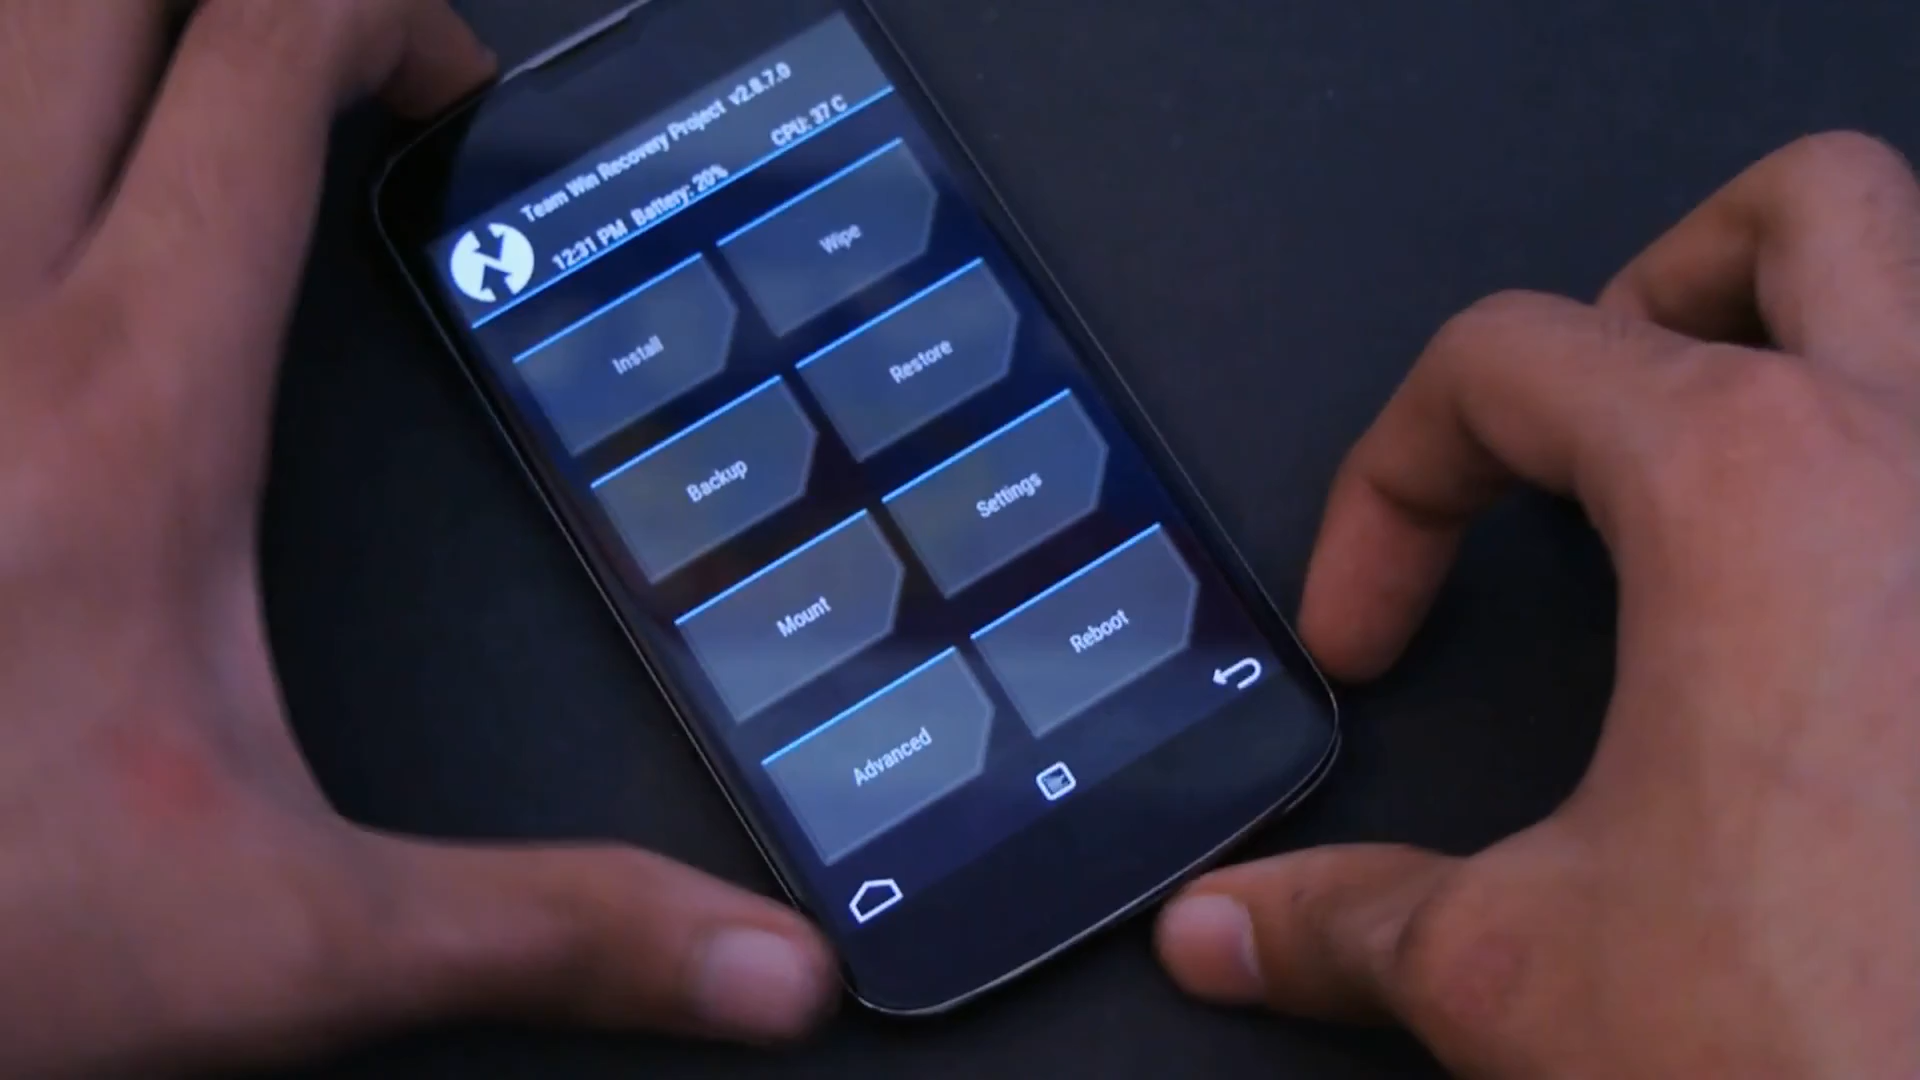 Team Win Recovery Project v2.8.7.0
12:31 PM Battery: 20% CPU: 37 C
Install Wipe
Backup Restore
Mount Settings
Advanced Reboot